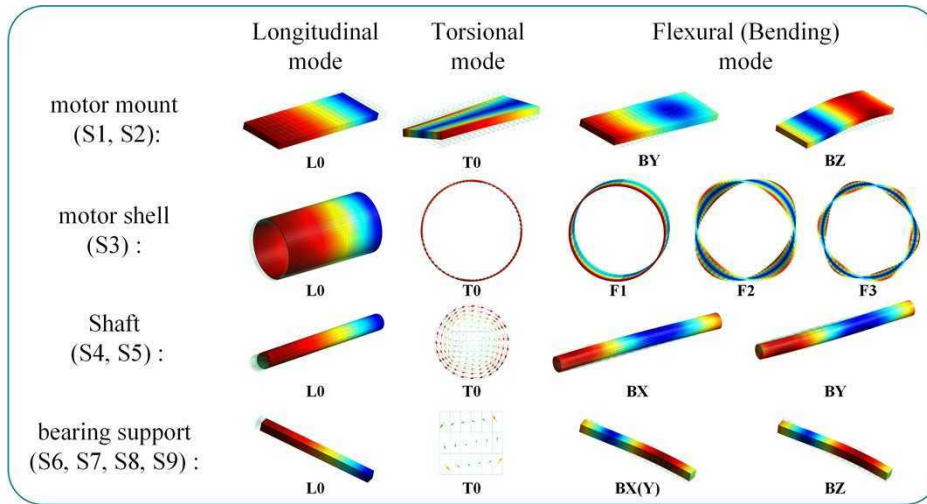 Longitudinal mode
Torsional mode
Flexural (Bending) mode
motor mount
(S1, S2):
L0
T0
BY
BZ
motor shell
(S3) :
L0
T0
F1
F2
F3
Shaft
(S4, S5) :
L0
T0
BX
BY
bearing support
(S6, S7, S8, S9) :
L0
T0
BX(Y)
BZ